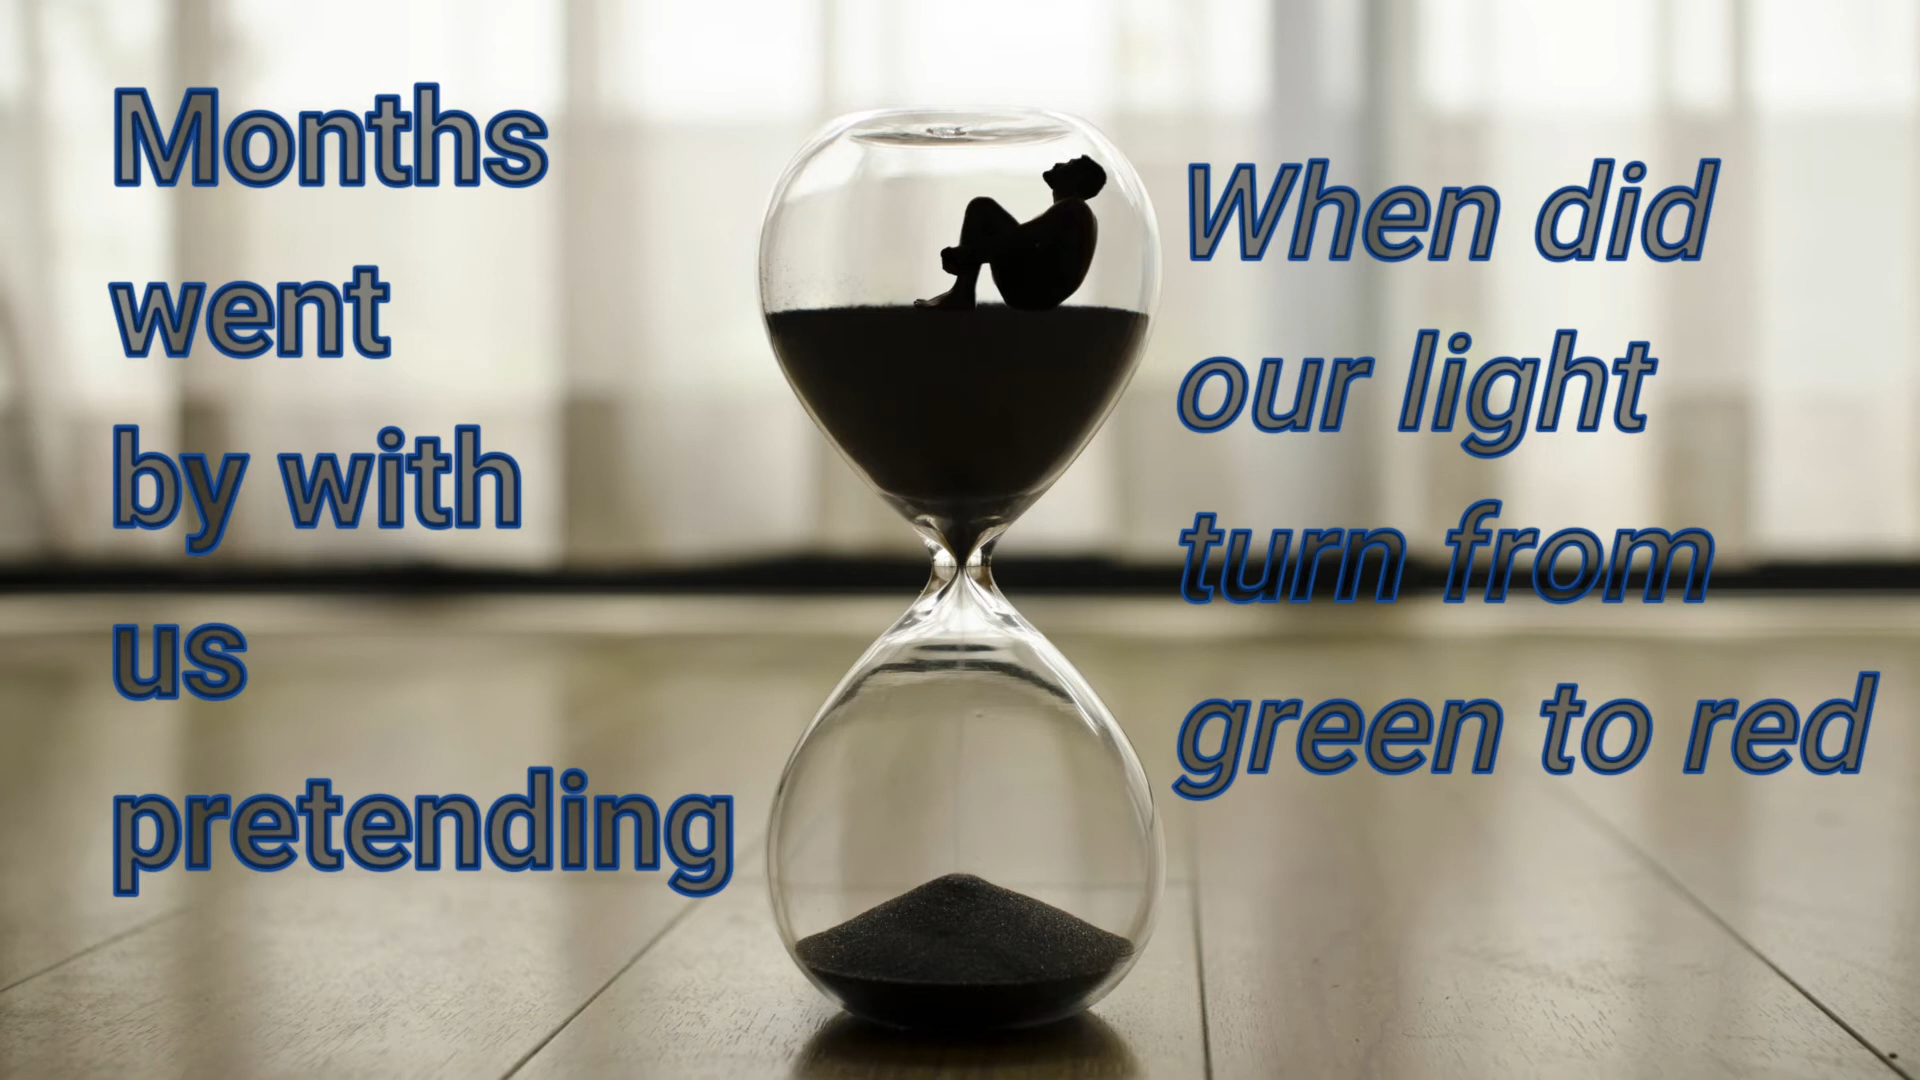 Months
went
by with
us
pretending
When did
our light
turn from
green to red